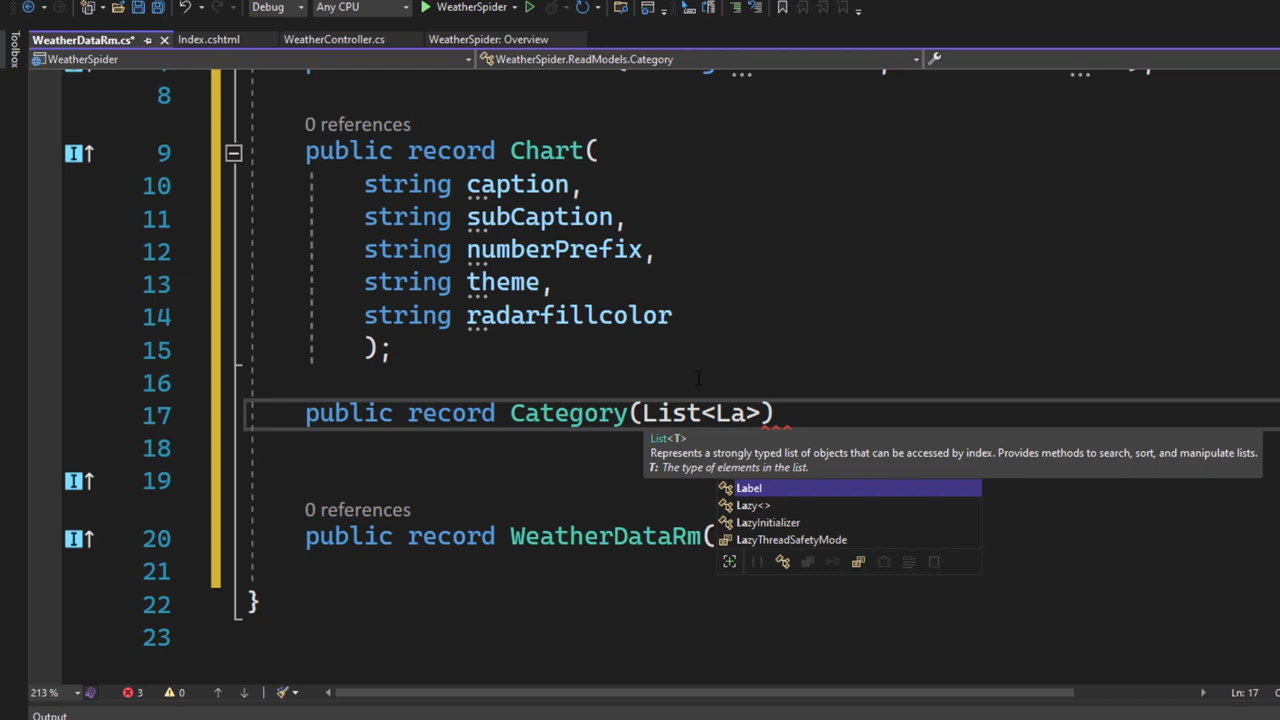 Debug Any CPU WeatherSpider
Toolbox
WeatherDataRm.cs* Index.cshtml WeatherController.cs WeatherSpider: Overview
WeatherSpider WeatherSpider.ReadModels.Category
8
0 references
9 public record Chart(
10 string caption,
11 string subCaption,
12 string numberPrefix,
13 string theme,
14 string radarfillcolor
15 );
16
17 public record Category(List<La>)
List<T>
Represents a strongly typed list of objects that can be accessed by index. Provides methods to search, sort, and manipulate lists.
T: The type of elements in the list.
18
19
Label
Lazy<>
LazyInitializer
LazyThreadSafetyMode
0 references
20 public record WeatherDataRm(
21
22 }
23
213 % 3 0 Ln: 17
Output